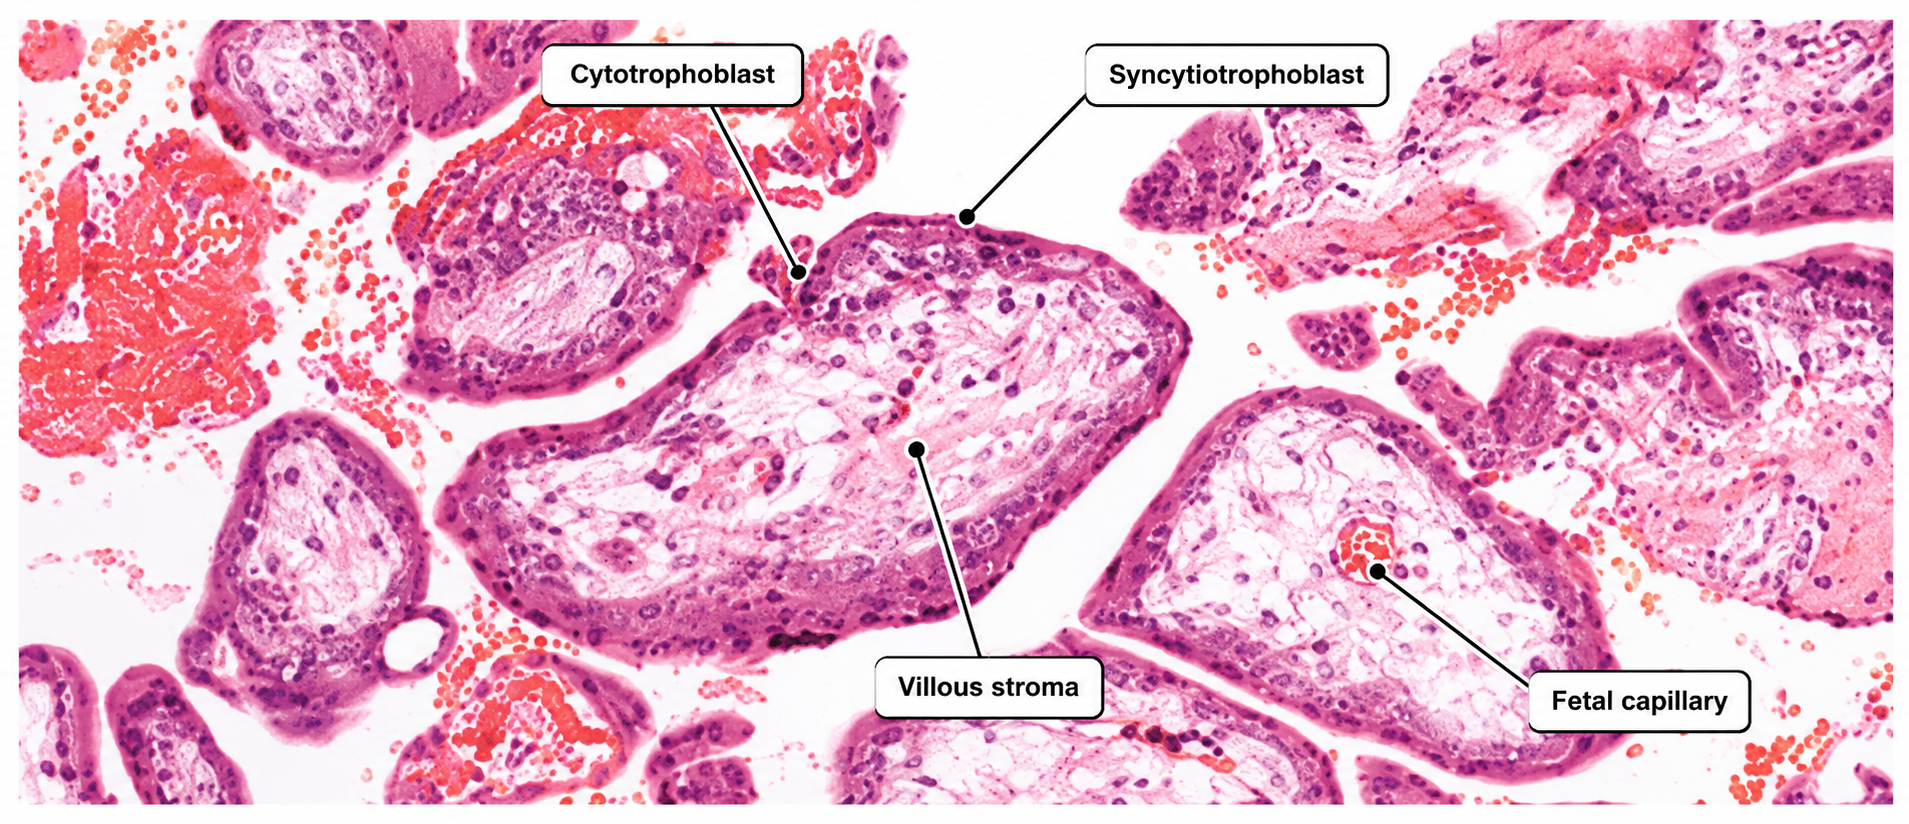 Cytotrophoblast
Syncytiotrophoblast
Villous stroma
Fetal capillary